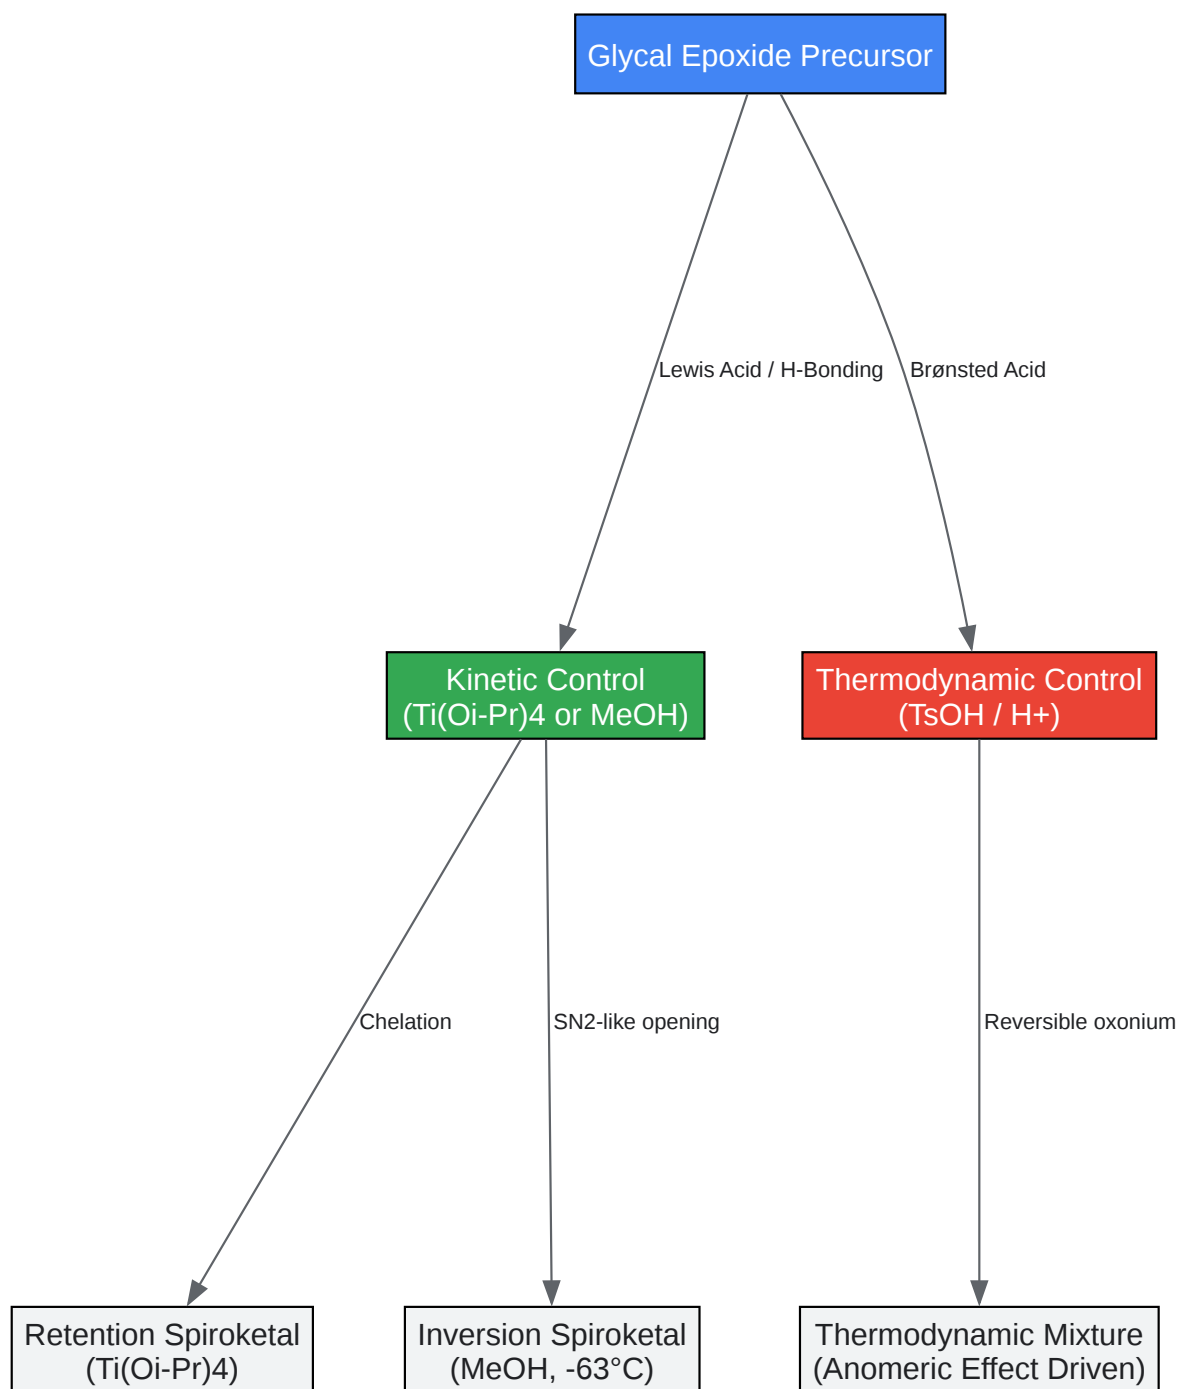 Glycal Epoxide Precursor
Lewis Acid / H-Bonding
Brønsted Acid
Kinetic Control
(Ti(Oi-Pr)4 or MeOH)
Thermodynamic Control
(TsOH / H+)
Chelation
SN2-like opening
Reversible oxonium
Retention Spiroketal
(Ti(Oi-Pr)4)
Inversion Spiroketal
(MeOH, -63°C)
Thermodynamic Mixture
(Anomeric Effect Driven)